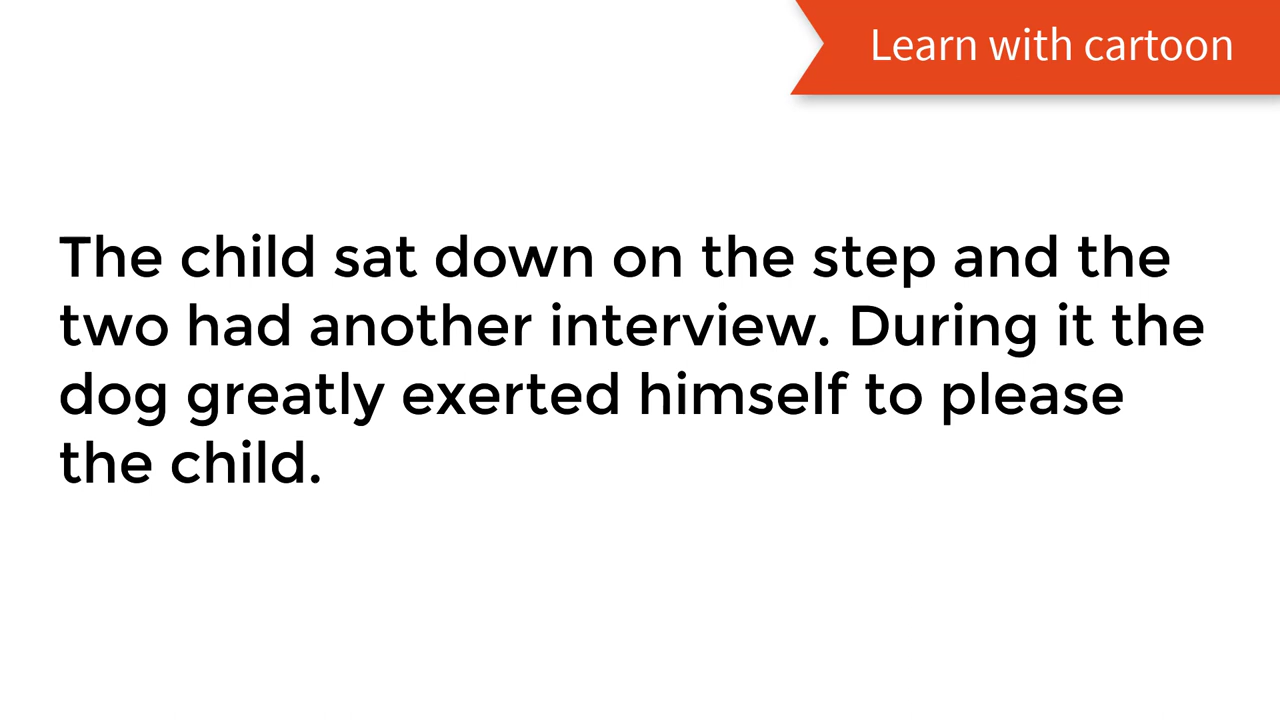 Learn with cartoon
The child sat down on the step and the
two had another interview. During it the
dog greatly exerted himself to please
the child.